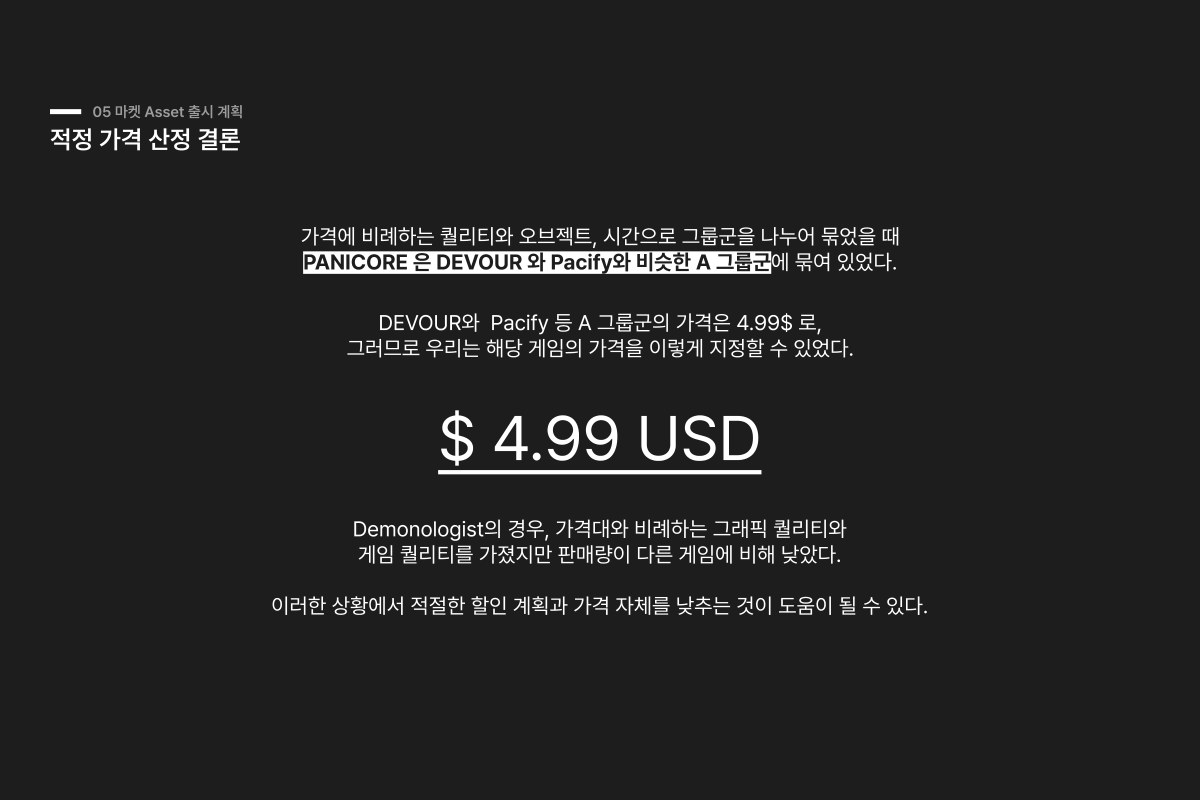 05 마켓 Asset 출시 계획
적정 가격 산정 결론
가격에 비례하는 퀄리티와 오브젝트, 시간으로 그룹군을 나누어 묶었을 때
PANICORE 은 DEVOUR 와 Pacify와 비슷한 A 그룹군에 묶여 있었다.
DEVOUR와  Pacify 등 A 그룹군의 가격은 4.99$ 로,
그러므로 우리는 해당 게임의 가격을 이렇게 지정할 수 있었다.
$ 4.99 USD
Demonologist의 경우, 가격대와 비례하는 그래픽 퀄리티와
게임 퀄리티를 가졌지만 판매량이 다른 게임에 비해 낮았다.
이러한 상황에서 적절한 할인 계획과 가격 자체를 낮추는 것이 도움이 될 수 있다.